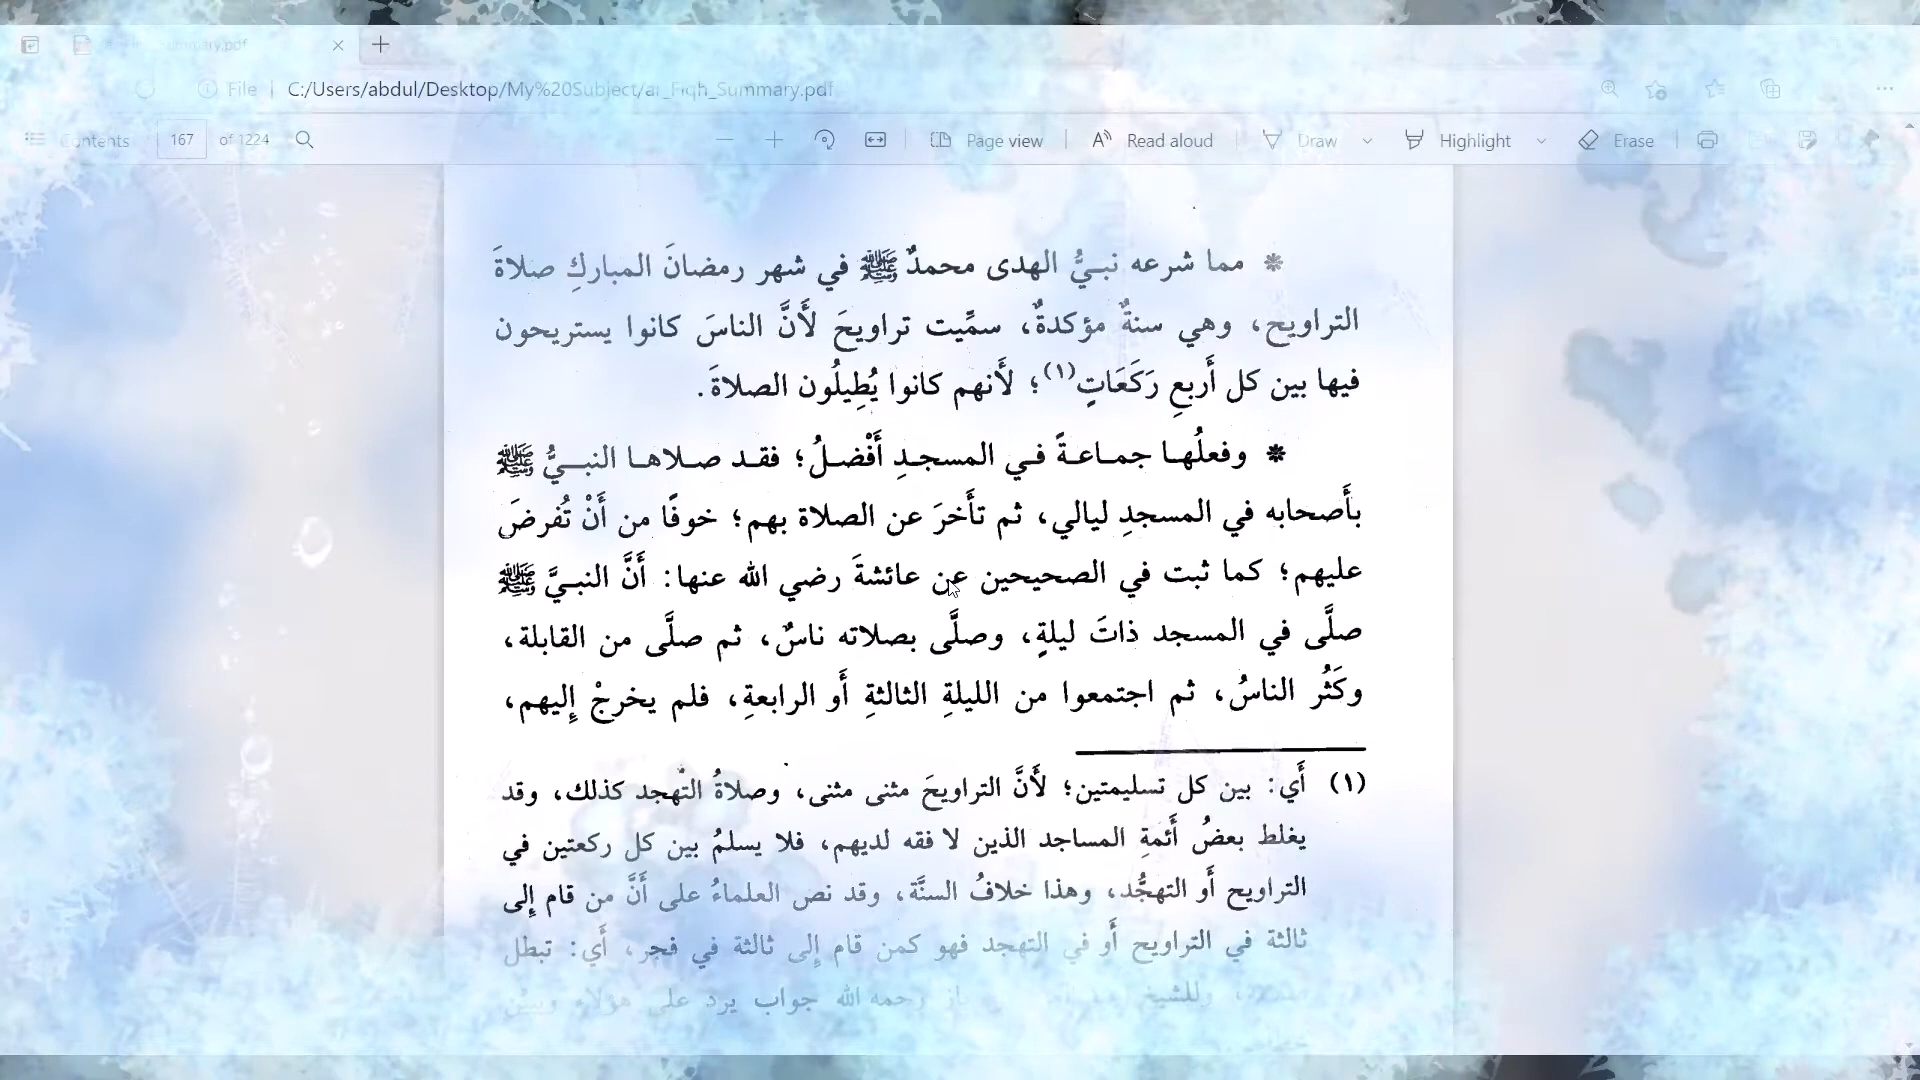 Summary.pdf
File | C:/Users/abdul/Desktop/My%20Subject/ar_Fiqh_Summary.pdf
Contents 167 of 1224 Page view Read aloud Draw Highlight Erase
* مما شرعه نبيُّ الهدى محمدٌ ﷺ في شهر رمضانَ المباركِ صلاةَ
التراويح، وهي سنةٌ مؤكدةٌ، سمِّيت تراويحَ لأَنَّ الناسَ كانوا يستريحون
فيها بين كل أَربعِ رَكَعَاتٍ(١)؛ لأَنهم كانوا يُطِيلُون الصلاةَ.
* وفعلُها جماعةً في المسجدِ أَفْضلُ؛ فقد صلاها النبيُّ ﷺ
بأَصحابه في المسجدِ ليالي، ثم تأَخرَ عن الصلاة بهم؛ خوفًا من أَنْ تُفرضَ
عليهم؛ كما ثبت في الصحيحين عن عائشةَ رضي الله عنها: أَنَّ النبيَّ ﷺ
صلَّى في المسجد ذاتَ ليلةٍ، وصلَّى بصلاته ناسٌ، ثم صلَّى من القابلة،
وكَثُر الناسُ، ثم اجتمعوا من الليلةِ الثالثةِ أَو الرابعةِ، فلم يخرجْ إِليهم،
(١) أَي: بين كل تسليمتين؛ لأَنَّ التراويحَ مثنى مثنى، وصلاةُ التهجد كذلك، وقد
يغلط بعضُ أَئمةِ المساجد الذين لا فقه لديهم، فلا يسلمُ بين كل ركعتين في
التراويح أَو التهجُّد، وهذا خلافُ السنَّة، وقد نص العلماءُ على أَنَّ من قام إِلى
ثالثة في التراويح أَو في التهجد فهو كمن قام إِلى ثالثة في فجر، أَي: تبطل
وللشيخ باز رحمه الله جواب يرد على هؤلاء